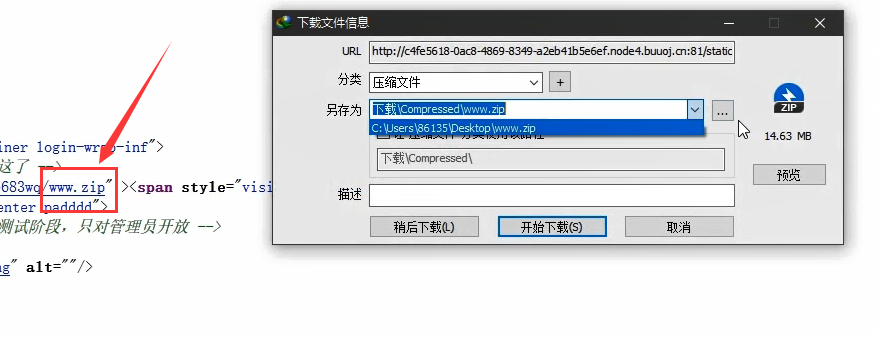 iner login-wrap-inf">
这了 -->
683wq/www.zip" ><span style="visi
enter padddd">
测试阶段，只对管理员开放 -->
ng" alt=""/>
下载文件信息
URL http://c4fe5618-0ac8-4869-8349-a2eb41b5e6ef.node4.buuoj.cn:81/static
分类 压缩文件 +
另存为 下载\Compressed\www.zip ...
C:\Users\86135\Desktop\www.zip
下载\Compressed\
描述
稍后下载(L) 开始下载(S) 取消
ZIP
14.63 MB
预览